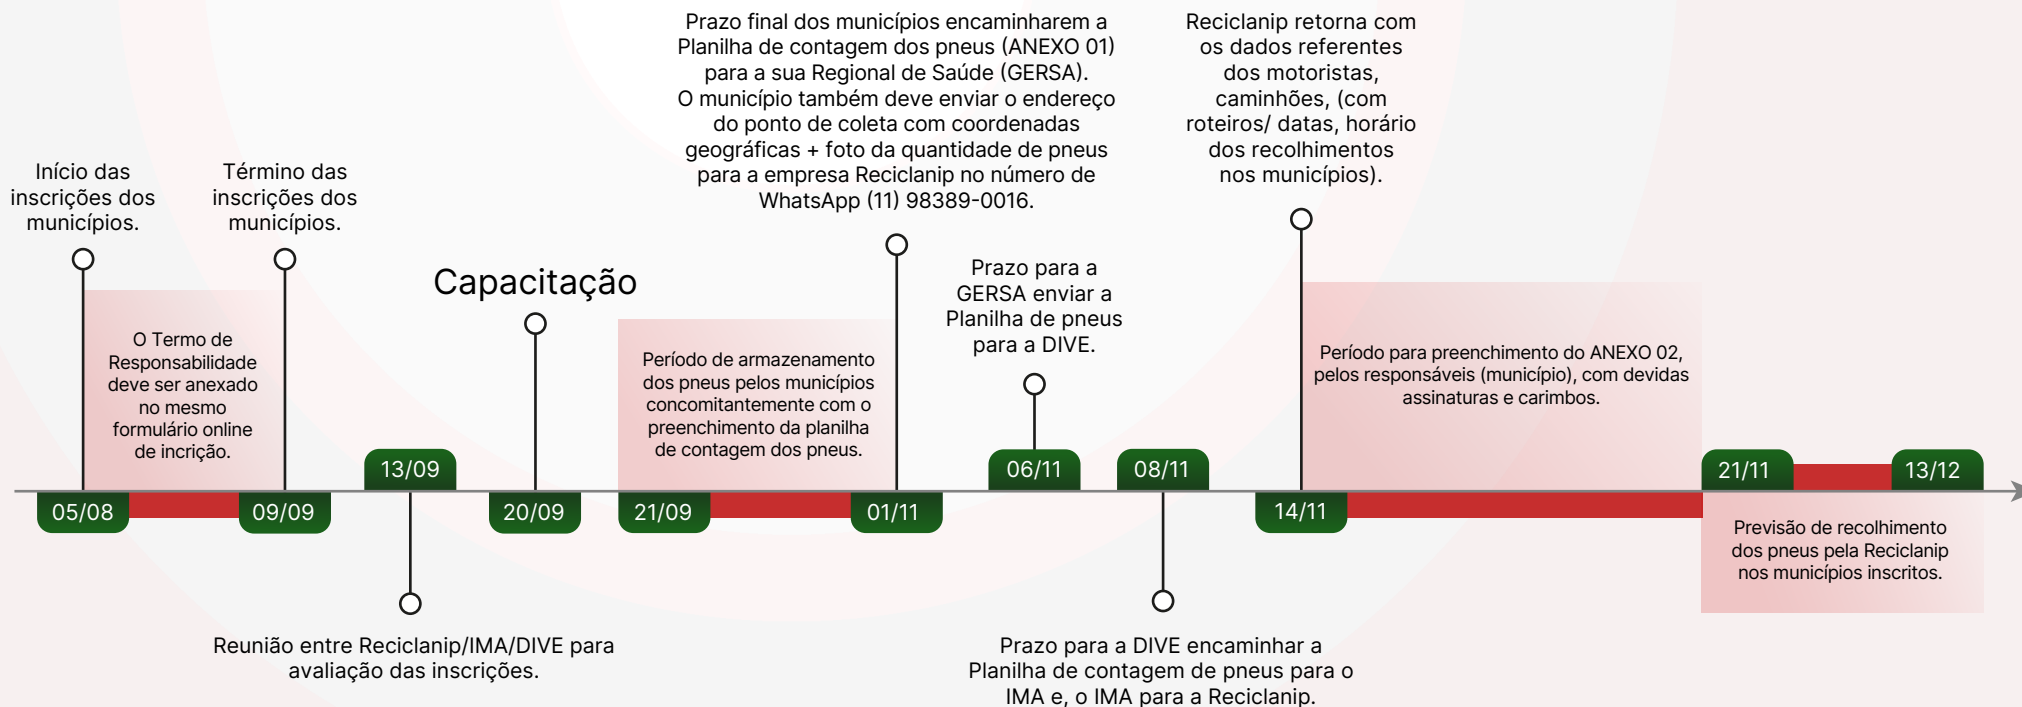 Início das
inscrições dos
municípios.
Término das
inscrições dos
municípios.
Capacitação
Prazo final dos municípios encaminharem a
Planilha de contagem dos pneus (ANEXO 01)
para a sua Regional de Saúde (GERSA).
O município também deve enviar o endereço
do ponto de coleta com coordenadas
geográficas + foto da quantidade de pneus
para a empresa Reciclanip no número de
WhatsApp (11) 98389-0016.
Prazo para a
GERSA enviar a
Planilha de pneus
para a DIVE.
Reciclanip retorna com
os dados referentes
dos motoristas,
caminhões, (com
roteiros/ datas, horário
dos recolhimentos
nos municípios).
O Termo de
Responsabilidade
deve ser anexado
no mesmo
formulário online
de incrição.
Período de armazenamento
dos pneus pelos municípios
concomitantemente com o
preenchimento da planilha
de contagem dos pneus.
Período para preenchimento do ANEXO 02,
pelos responsáveis (município), com devidas
assinaturas e carimbos.
05/08
09/09
13/09
20/09
21/09
01/11
06/11
08/11
14/11
21/11
13/12
Previsão de recolhimento
dos pneus pela Reciclanip
nos municípios inscritos.
Reunião entre Reciclanip/IMA/DIVE para
avaliação das inscrições.
Prazo para a DIVE encaminhar a
Planilha de contagem de pneus para o
IMA e, o IMA para a Reciclanip.